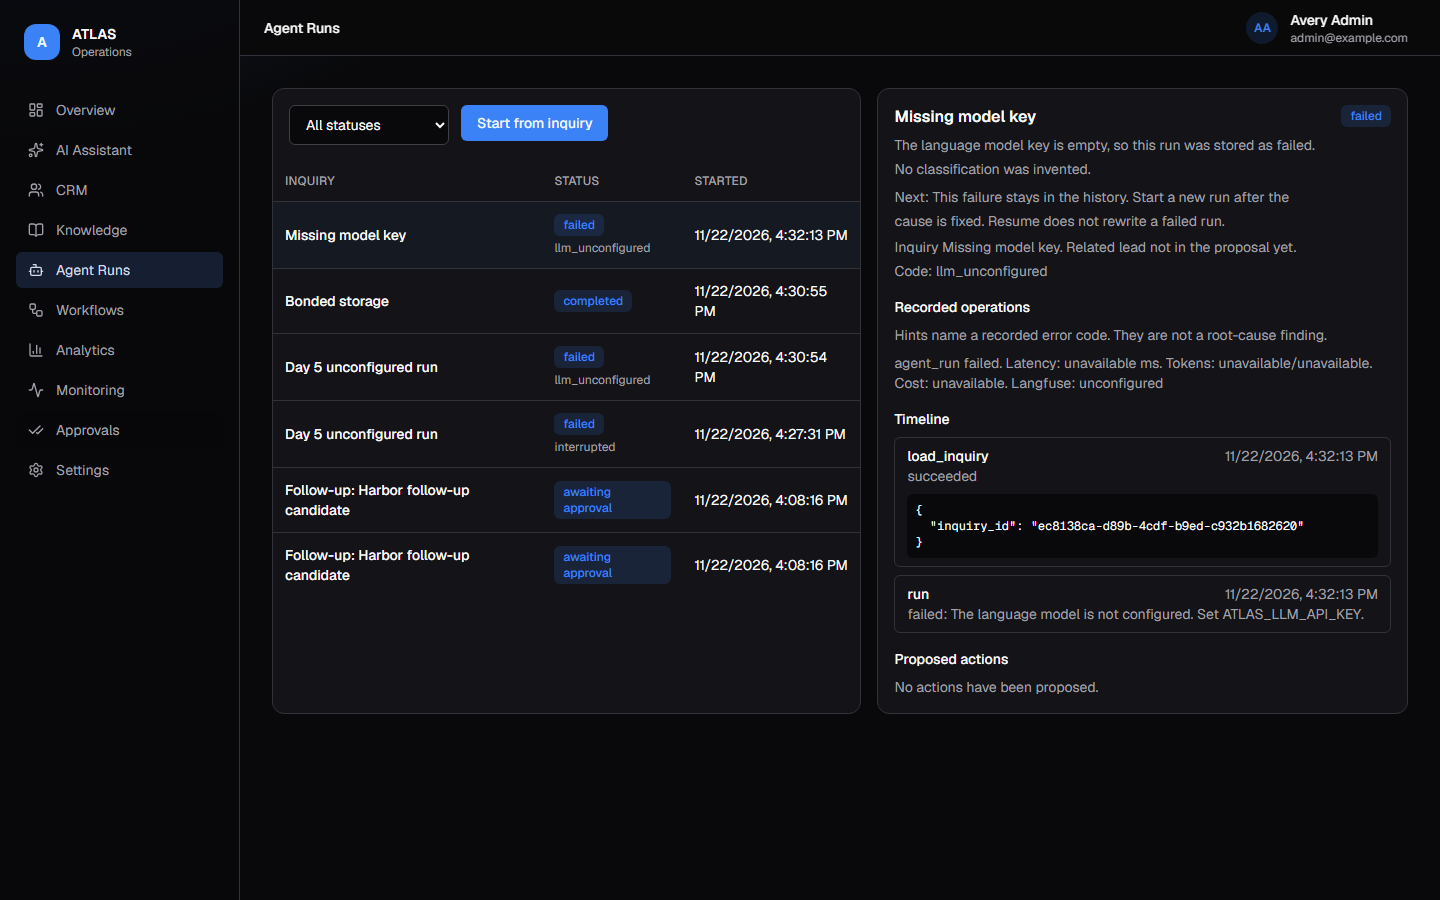 A
ATLAS
Operations
Overview
AI Assistant
CRM
Knowledge
Agent Runs
Workflows
Analytics
Monitoring
Approvals
Settings
Agent Runs
AA
Avery Admin
admin@example.com
All statuses
Start from inquiry
INQUIRY STATUS STARTED
Missing model key
failed
llm_unconfigured
11/22/2026, 4:32:13 PM
Bonded storage
completed
11/22/2026, 4:30:55
PM
Day 5 unconfigured run
failed
llm_unconfigured
11/22/2026, 4:30:54
PM
Day 5 unconfigured run
failed
interrupted
11/22/2026, 4:27:31 PM
Follow-up: Harbor follow-up
candidate
awaiting
approval
11/22/2026, 4:08:16 PM
Follow-up: Harbor follow-up
candidate
awaiting
approval
11/22/2026, 4:08:16 PM
Missing model key
failed
The language model key is empty, so this run was stored as failed.
No classification was invented.
Next: This failure stays in the history. Start a new run after the
cause is fixed. Resume does not rewrite a failed run.
Inquiry Missing model key. Related lead not in the proposal yet.
Code: llm_unconfigured
Recorded operations
Hints name a recorded error code. They are not a root-cause finding.
agent_run failed. Latency: unavailable ms. Tokens: unavailable/unavailable.
Cost: unavailable. Langfuse: unconfigured
Timeline
load_inquiry 11/22/2026, 4:32:13 PM
succeeded
{
"inquiry_id": "ec8138ca-d89b-4cdf-b9ed-c932b1682620"
}
run 11/22/2026, 4:32:13 PM
failed: The language model is not configured. Set ATLAS_LLM_API_KEY.
Proposed actions
No actions have been proposed.